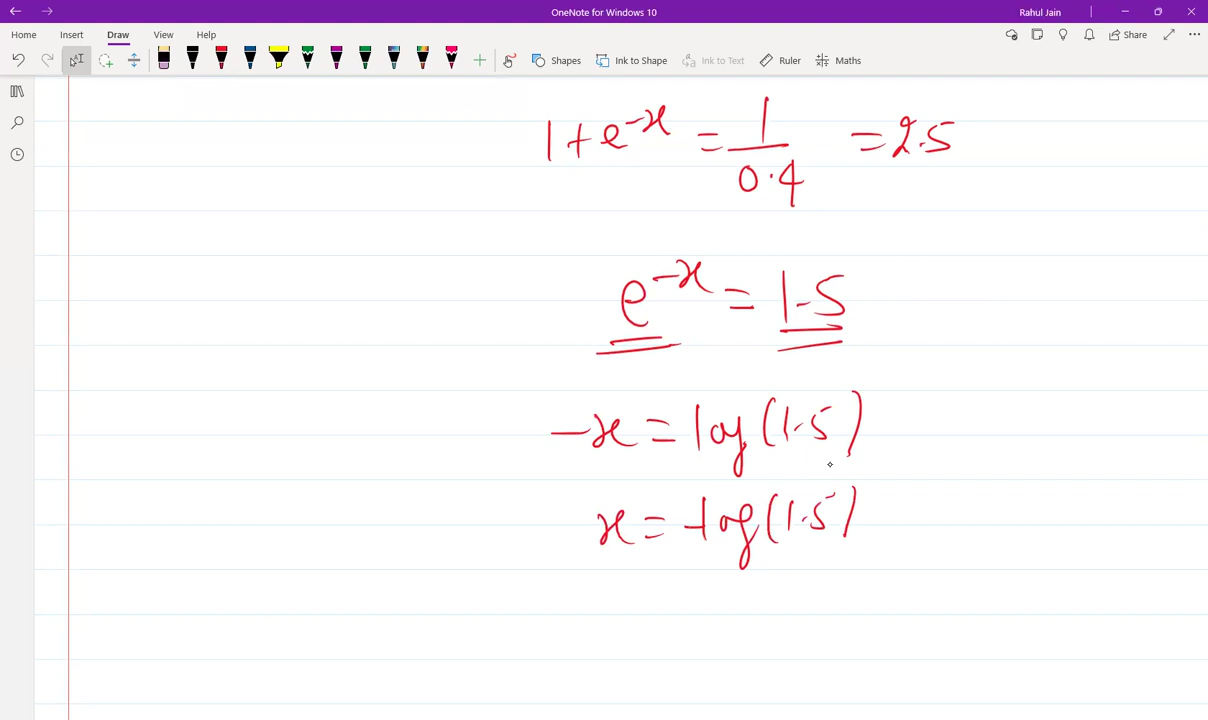 OneNote for Windows 10
Rahul Jain
Home Insert Draw View Help
Share
Shapes Ink to Shape Ink to Text Ruler Maths
1 + e^{-x} = 1/0.4 = 2.5
e^{-x} = 1.5
-x = log(1.5)
x = -log(1.5)